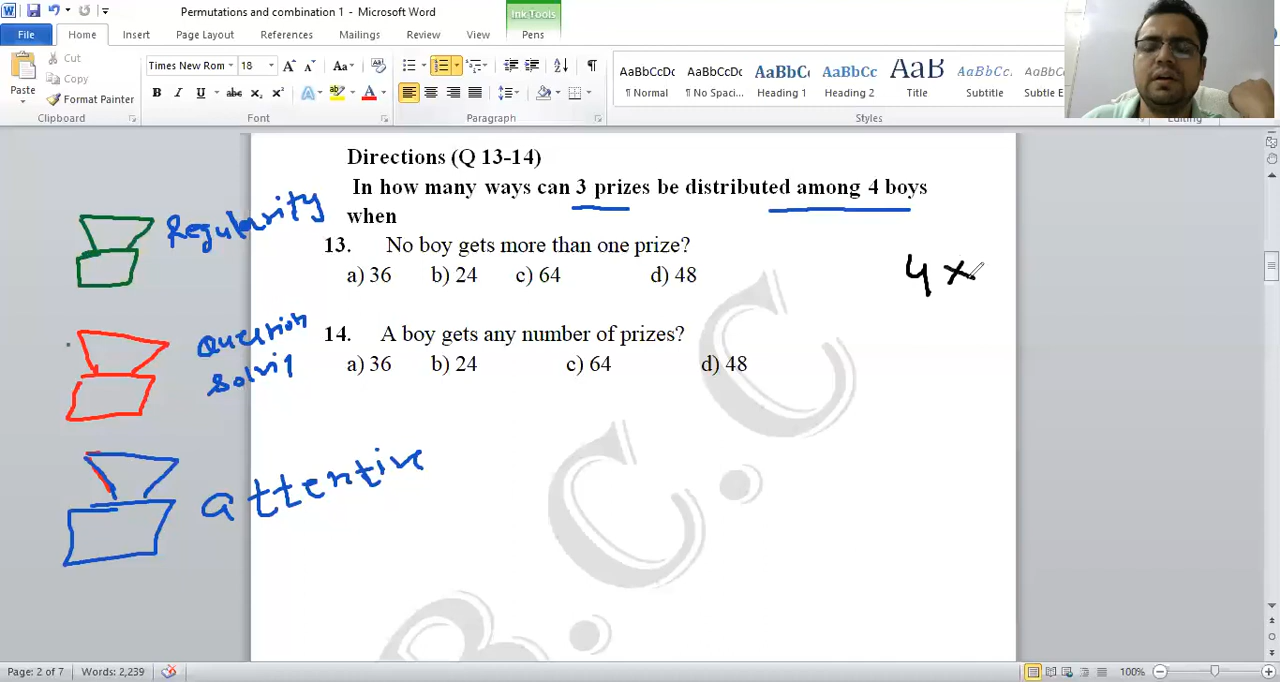 Permutations and combination 1 - Microsoft Word
Ink Tools
File Home Insert Page Layout References Mailings Review View Pens
Cut
Copy
Format Painter
Paste
Clipboard
Times New Rom 18
Font
Paragraph
AaBbCcDc AaBbCcDc AaBbC AaBbCc AaB AaBbCc. AaBbCc
¶ Normal ¶ No Spaci... Heading 1 Heading 2 Title Subtitle Subtle E
Styles
Editing
Directions (Q 13-14)
In how many ways can 3 prizes be distributed among 4 boys
when
13. No boy gets more than one prize?
a) 36 b) 24 c) 64 d) 48
14. A boy gets any number of prizes?
a) 36 b) 24 c) 64 d) 48
Regularity
Question
Solvig
attentive
4 ×
B.C.C
Page: 2 of 7 Words: 2,239 100%